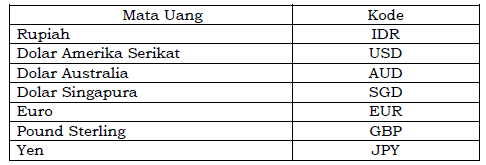 Mata Uang Kode
Rupiah IDR
Dolar Amerika Serikat USD
Dolar Australia AUD
Dolar Singapura SGD
Euro EUR
Pound Sterling GBP
Yen JPY